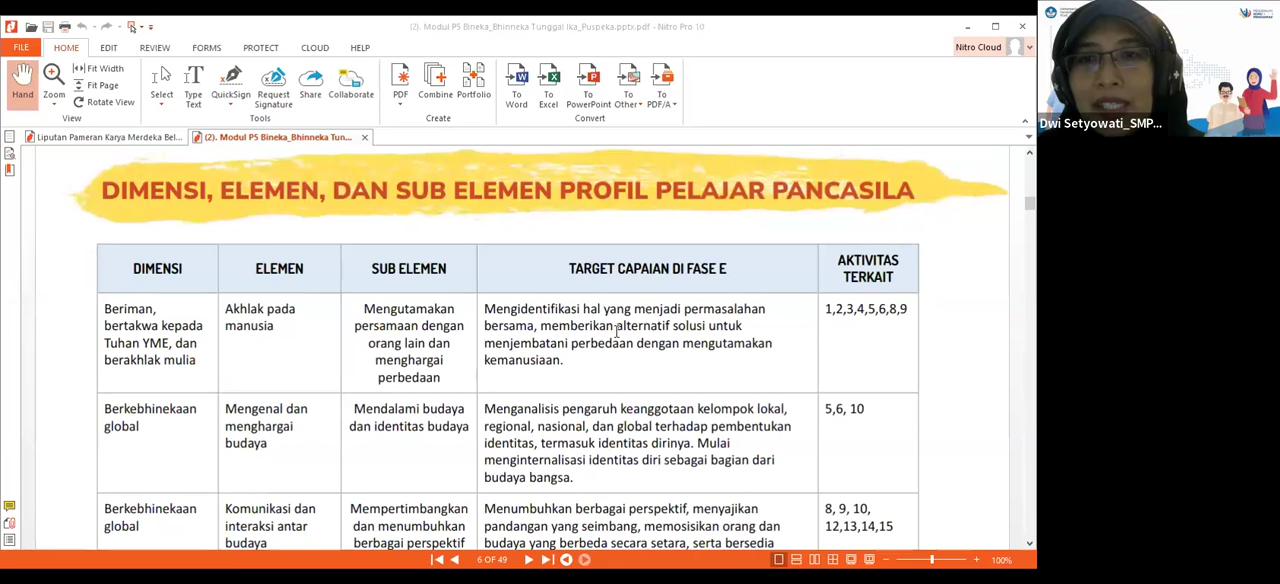 (2). Modul P5 Bineka_Bhinneka Tunggal Ika_Puspeka.pptx.pdf - Nitro Pro 10
FILE HOME EDIT REVIEW FORMS PROTECT CLOUD HELP
Nitro Cloud
Hand
Zoom
Fit Width
Fit Page
Rotate View
View
Select
Type Text
QuickSign
Request Signature
Share
Collaborate
Tools
PDF
Combine
Portfolio
Create
To Word
To Excel
To PowerPoint
To Other
To PDF/A
Convert
Liputan Pameran Karya Merdeka Bel...
(2). Modul P5 Bineka_Bhinneka Tun...
Dwi Setyowati_SMP...
DIMENSI, ELEMEN, DAN SUB ELEMEN PROFIL PELAJAR PANCASILA
DIMENSI
ELEMEN
SUB ELEMEN
TARGET CAPAIAN DI FASE E
AKTIVITAS
TERKAIT
Beriman,
bertakwa kepada
Tuhan YME, dan
berakhlak mulia
Akhlak pada
manusia
Mengutamakan
persamaan dengan
orang lain dan
menghargai
perbedaan
Mengidentifikasi hal yang menjadi permasalahan
bersama, memberikan alternatif solusi untuk
menjembatani perbedaan dengan mengutamakan
kemanusiaan.
1,2,3,4,5,6,8,9
Berkebhinekaan
global
Mengenal dan
menghargai
budaya
Mendalami budaya
dan identitas budaya
Menganalisis pengaruh keanggotaan kelompok lokal,
regional, nasional, dan global terhadap pembentukan
identitas, termasuk identitas dirinya. Mulai
menginternalisasi identitas diri sebagai bagian dari
budaya bangsa.
5,6, 10
Berkebhinekaan
global
Komunikasi dan
interaksi antar
budaya
Mempertimbangkan
dan menumbuhkan
berbagai perspektif
Menumbuhkan berbagai perspektif, menyajikan
pandangan yang seimbang, memosisikan orang dan
budaya yang berbeda secara setara, serta bersedia
8, 9, 10,
12,13,14,15
6 OF 49
100%